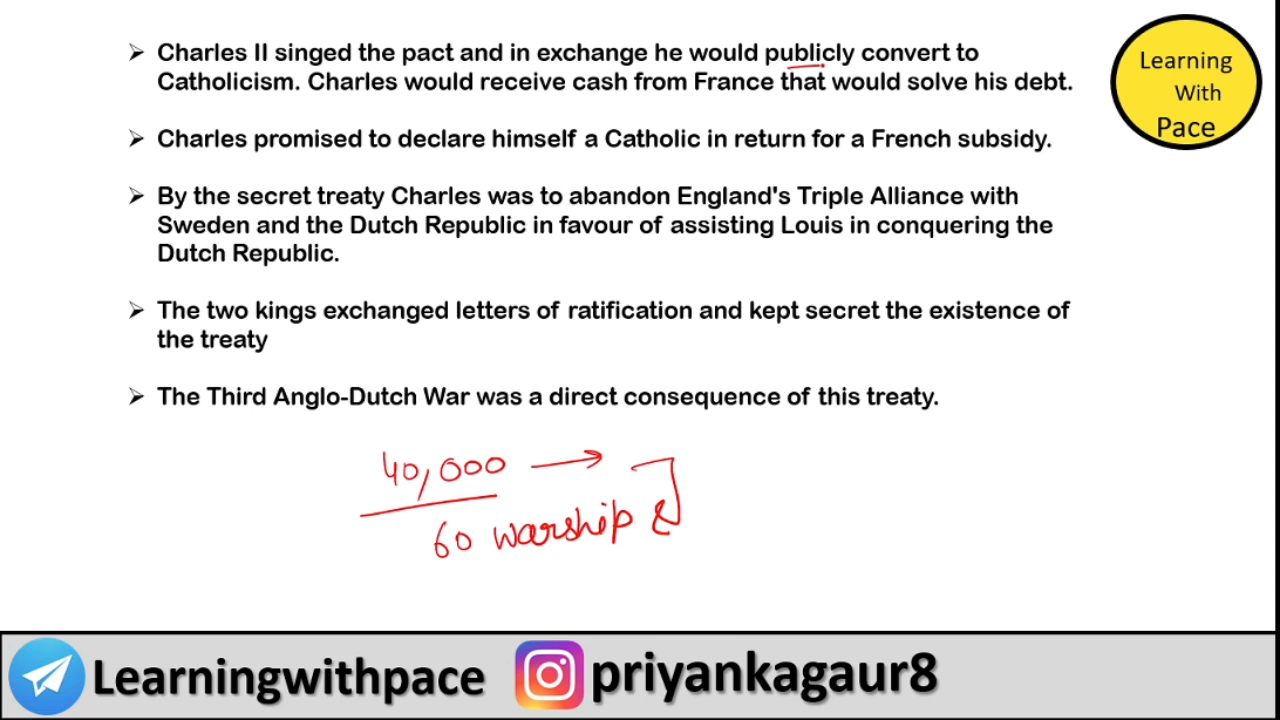 ➢ Charles II singed the pact and in exchange he would publicly convert to
Catholicism. Charles would receive cash from France that would solve his debt.
➢ Charles promised to declare himself a Catholic in return for a French subsidy.
➢ By the secret treaty Charles was to abandon England's Triple Alliance with
Sweden and the Dutch Republic in favour of assisting Louis in conquering the
Dutch Republic.
➢ The two kings exchanged letters of ratification and kept secret the existence of
the treaty
➢ The Third Anglo-Dutch War was a direct consequence of this treaty.
40,000 →
60 warship &
Learning
With
Pace
Learningwithpace
priyankagaur8